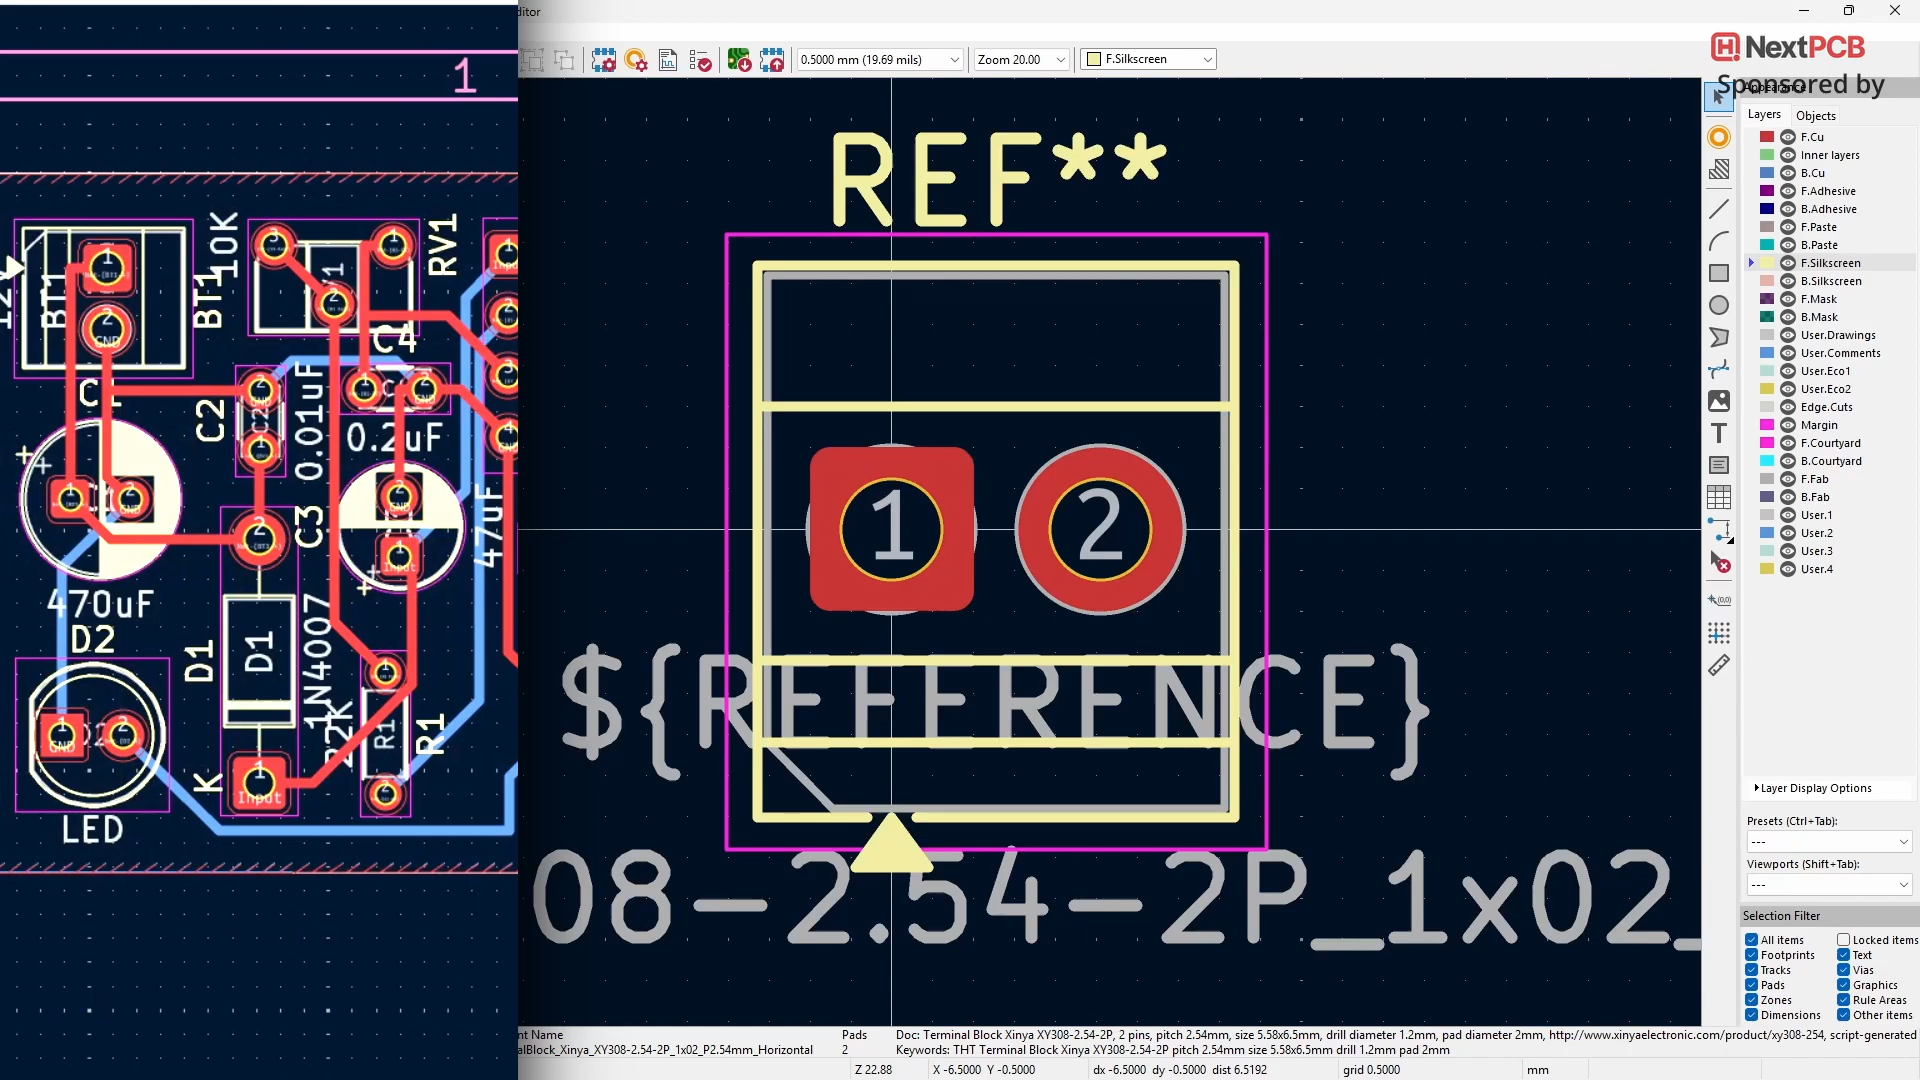 1
10K
RV1
BT1
BT1
C1
C2
0.01uF
C4
0.2uF
C3
47uF
470uF
D2
D1
D1
1N4007
R1
R1
K
LED
Input
GND
ditor
0.5000 mm (19.69 mils)
Zoom 20.00
F.Silkscreen
NextPCB
Sponsored by
REF**
1
2
${REFERENCE}
08-2.54-2P_1x02_
Layers
Objects
F.Cu
Inner layers
B.Cu
F.Adhesive
B.Adhesive
F.Paste
B.Paste
F.Silkscreen
B.Silkscreen
F.Mask
B.Mask
User.Drawings
User.Comments
User.Eco1
User.Eco2
Edge.Cuts
Margin
F.Courtyard
B.Courtyard
F.Fab
B.Fab
User.1
User.2
User.3
User.4
Layer Display Options
Presets (Ctrl+Tab):
---
Viewports (Shift+Tab):
---
Selection Filter
All items
Locked items
Footprints
Text
Tracks
Vias
Pads
Graphics
Zones
Rule Areas
Dimensions
Other items
nt Name
alBlock_Xinya_XY308-2.54-2P_1x02_P2.54mm_Horizontal
Pads
2
Doc: Terminal Block Xinya XY308-2.54-2P, 2 pins, pitch 2.54mm, size 5.58x6.5mm, drill diameter 1.2mm, pad diameter 2mm, http://www.xinyaelectronic.com/product/xy308-254, script-generated
Keywords: THT Terminal Block Xinya XY308-2.54-2P pitch 2.54mm size 5.58x6.5mm drill 1.2mm pad 2mm
Z 22.88
X -6.5000 Y -0.5000
dx -6.5000 dy -0.5000 dist 6.5192
grid 0.5000
mm